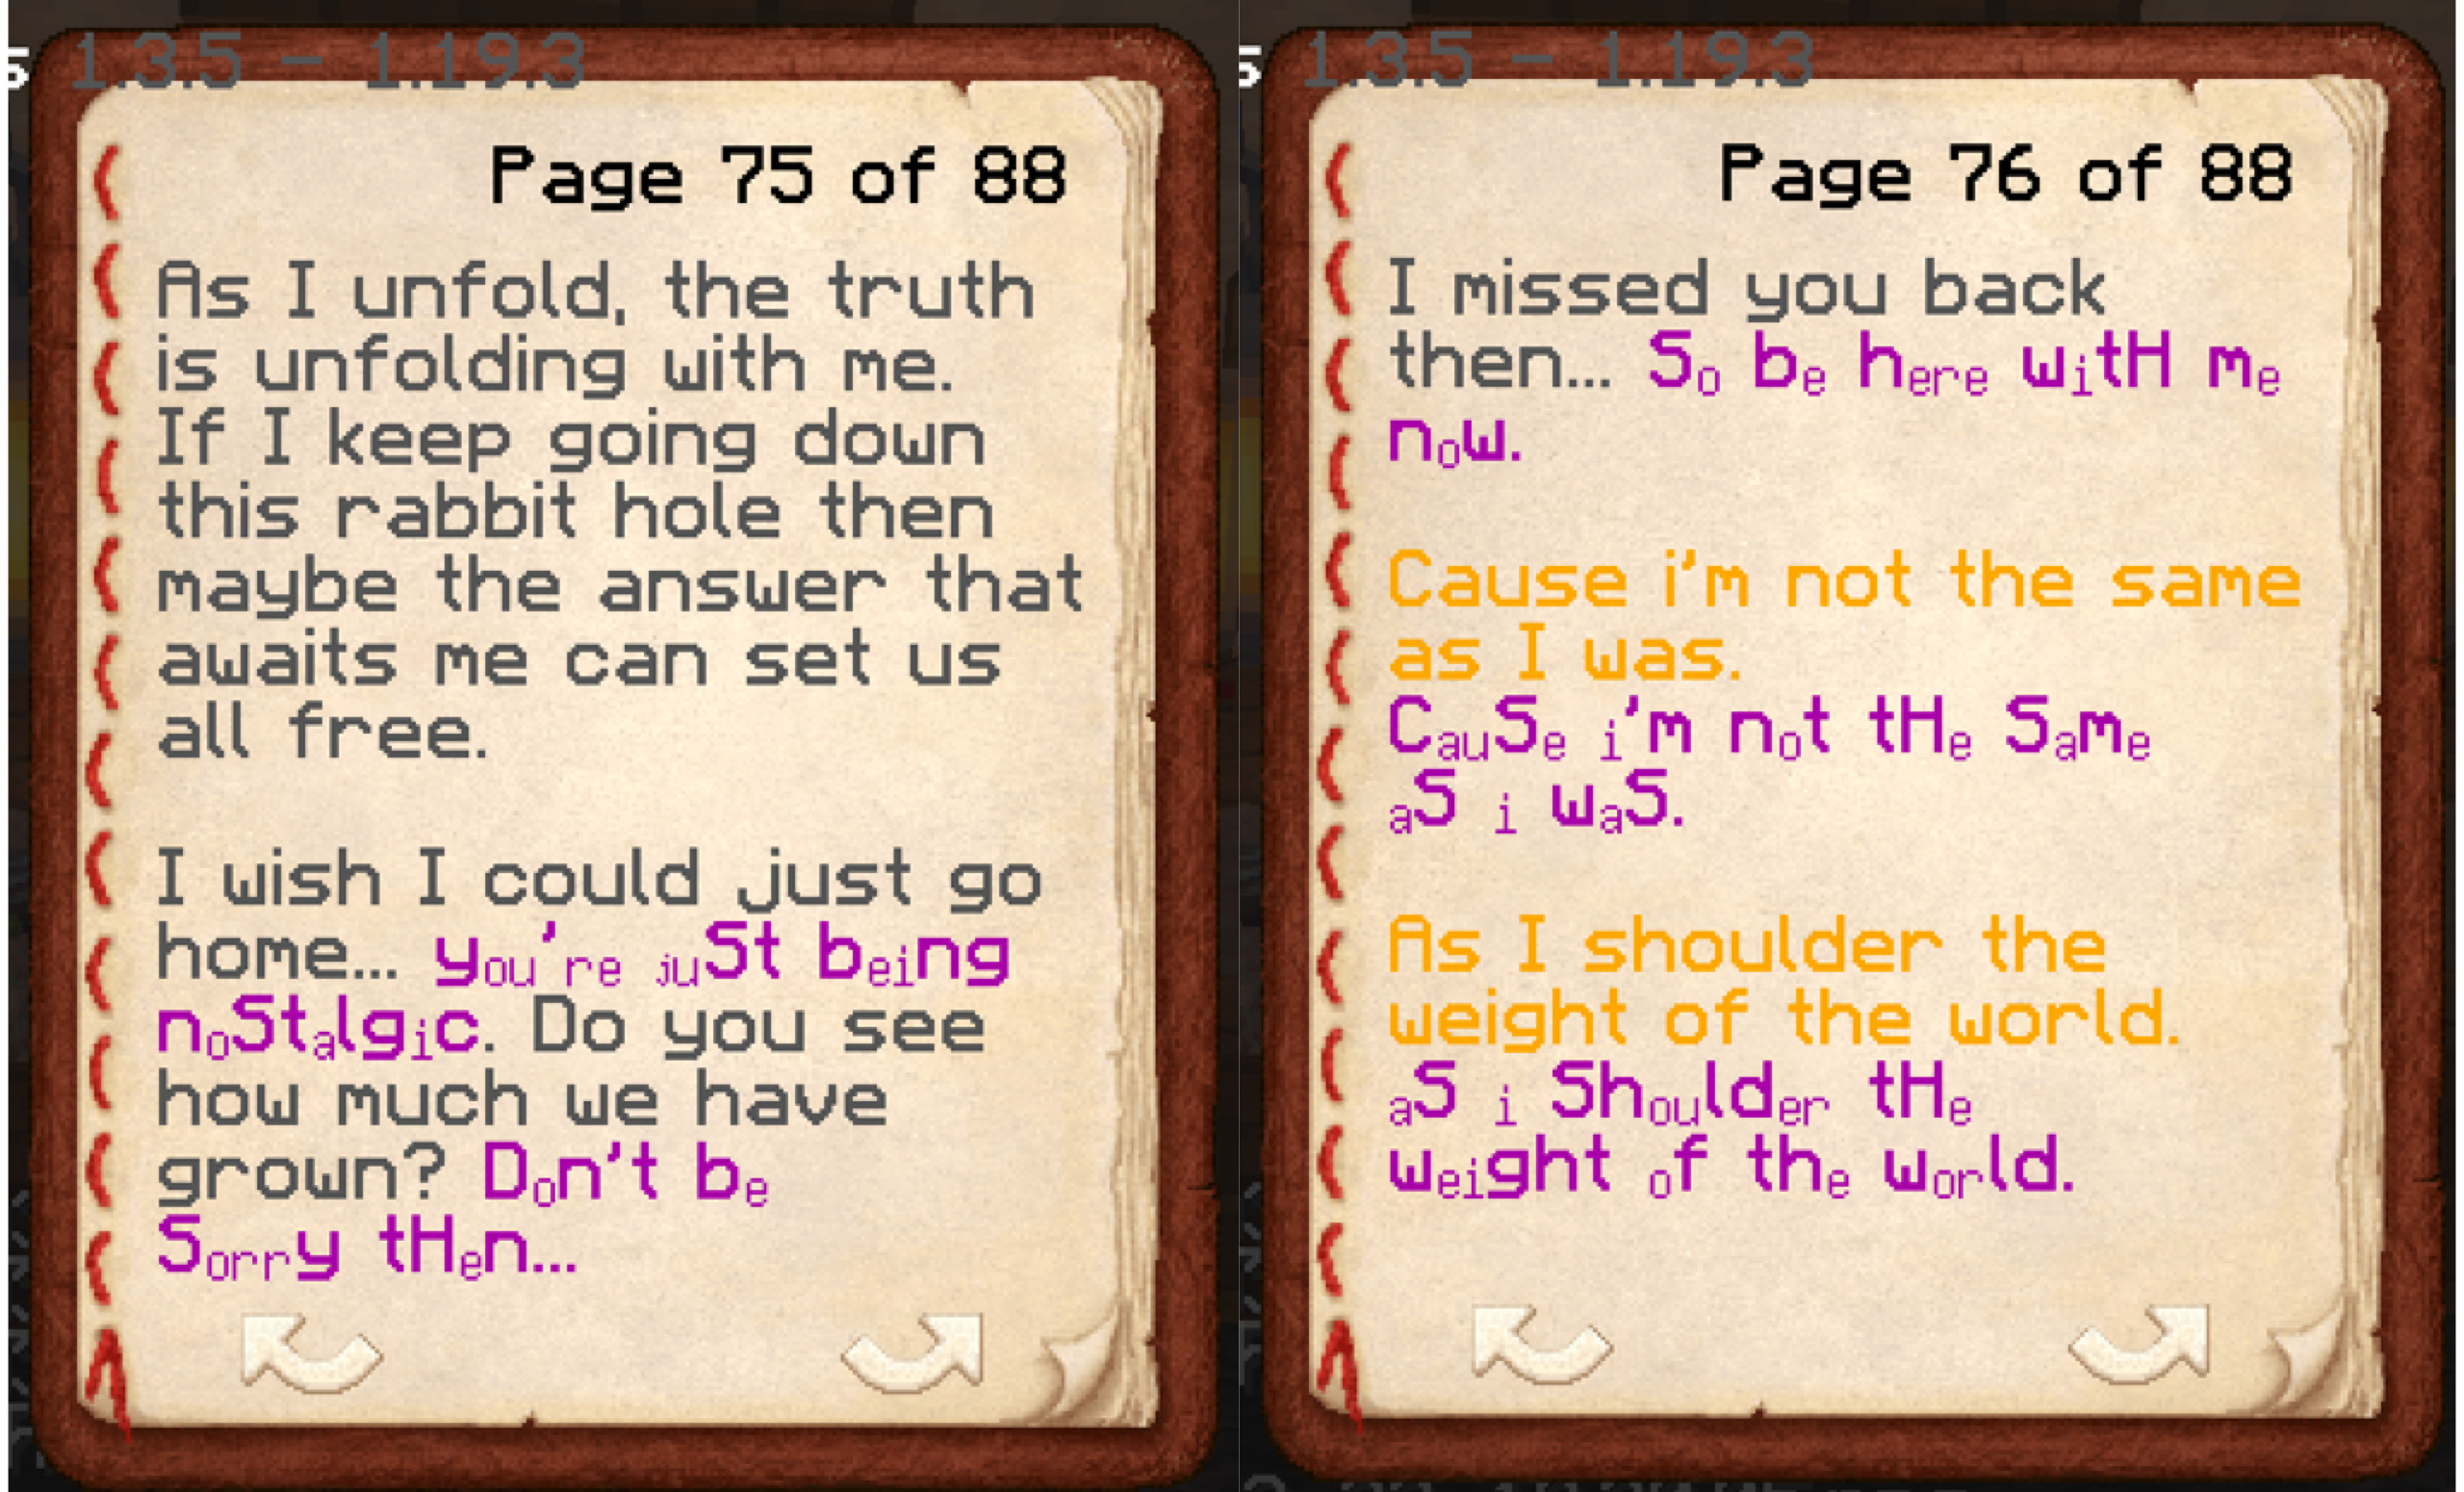 1.3.5 - 1.19.3
Page 75 of 88
As I unfold, the truth
is unfolding with me.
If I keep going down
this rabbit hole then
maybe the answer that
awaits me can set us
all free.
I wish I could just go
home... you're juSt being
noStalgic. Do you see
how much we have
grown? Don't be
Sorry tHen...
1.3.5 - 1.19.3
Page 76 of 88
I missed you back
then... So be here witH me
now.
Cause i'm not the same
as I was.
CauSe i'm not tHe Same
aS i waS.
As I shoulder the
weight of the world.
aS i Shoulder tHe
weight of the world.